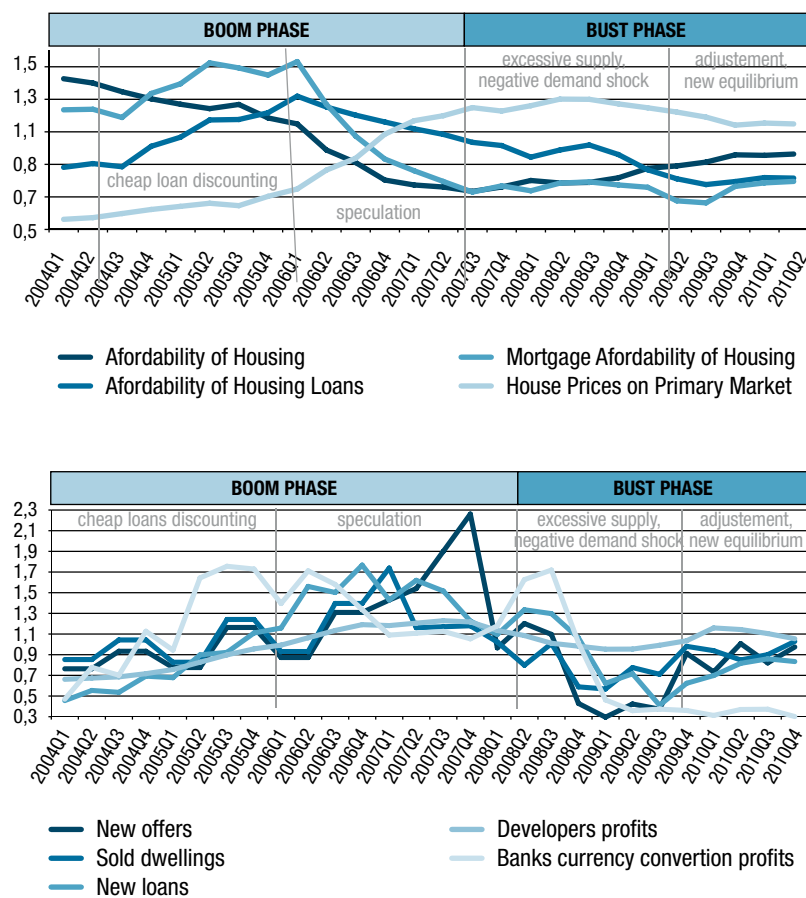 BOOM PHASE BUST PHASE
1,5
1,3
1,1
0,8
0,7
0,5
cheap loan discounting
speculation
excessive supply,
negative demand shock
adjustement,
new equilibrium
2004Q1 2004Q2 2004Q3 2004Q4 2005Q1 2005Q2 2005Q3 2005Q4 2006Q1 2006Q2 2006Q3 2006Q4 2007Q1 2007Q2 2007Q3 2007Q4 2008Q1 2008Q2 2008Q3 2008Q4 2009Q1 2009Q2 2009Q3 2009Q4 2010Q1 2010Q2
Afordability of Housing
Afordability of Housing Loans
Mortgage Afordability of Housing
House Prices on Primary Market
BOOM PHASE BUST PHASE
2,3
2,1
1,9
1,7
1,5
1,3
1,1
0,9
0,7
0,5
0,3
cheap loans discounting
speculation
excessive supply,
negative demand shock
adjustement,
new equilibrium
2004Q1 2004Q2 2004Q3 2004Q4 2005Q1 2005Q2 2005Q3 2005Q4 2006Q1 2006Q2 2006Q3 2006Q4 2007Q1 2007Q2 2007Q3 2007Q4 2008Q1 2008Q2 2008Q3 2008Q4 2009Q1 2009Q2 2009Q3 2009Q4 2010Q1 2010Q2 2010Q3 2010Q4
New offers
Sold dwellings
New loans
Developers profits
Banks currency convertion profits